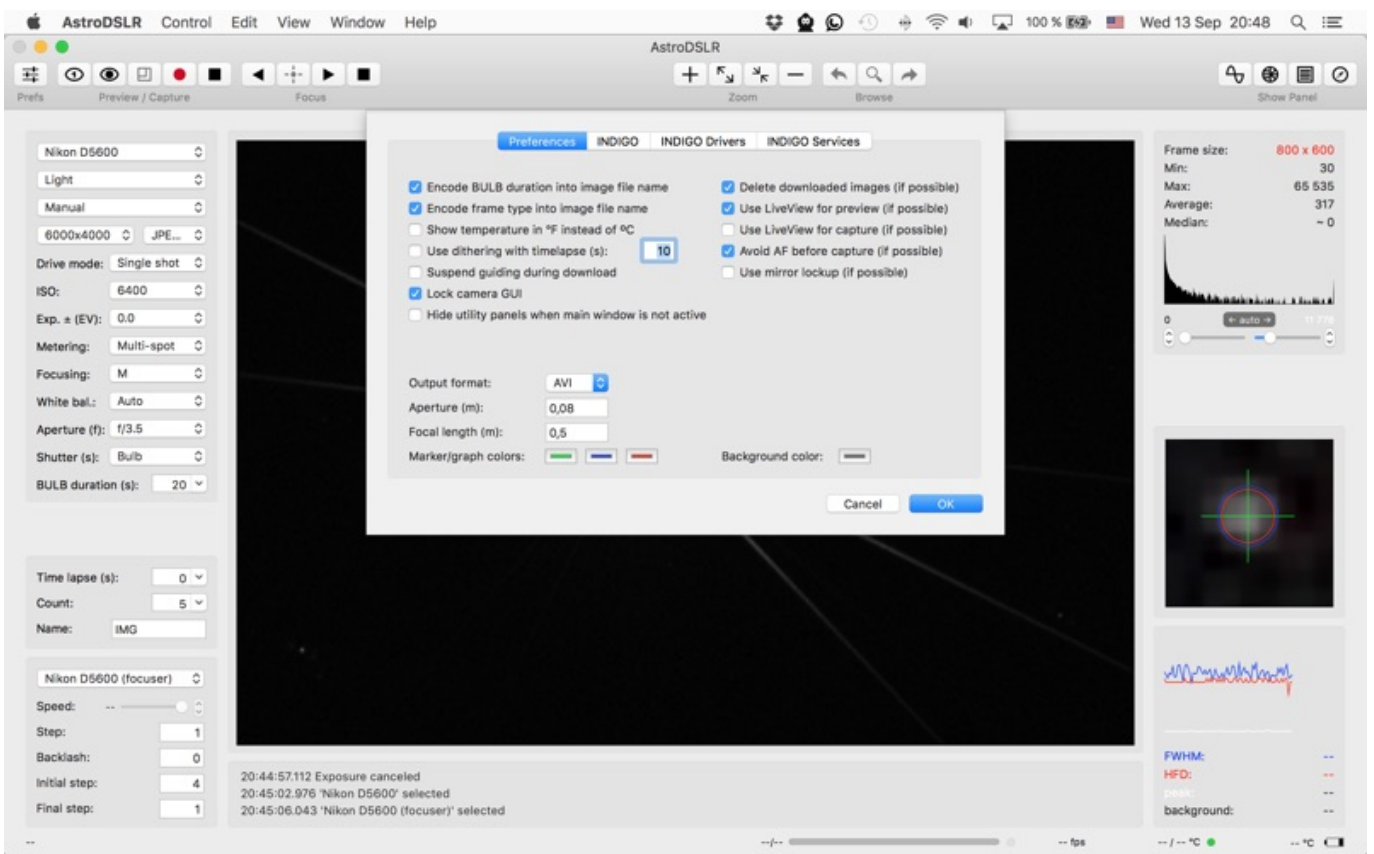 AstroDSLR Control Edit View Window Help 100 % Wed 13 Sep 20:48
AstroDSLR
Prefs Preview / Capture Focus Zoom Browse Show Panel
Nikon D5600
Light
Manual
6000x4000 JPE...
Drive mode: Single shot
ISO: 6400
Exp. ± (EV): 0.0
Metering: Multi-spot
Focusing: M
White bal.: Auto
Aperture (f): f/3.5
Shutter (s): Bulb
BULB duration (s): 20
Time lapse (s): 0
Count: 5
Name: IMG
Nikon D5600 (focuser)
Speed: --
Step: 1
Backlash: 0
Initial step: 4
Final step: 1
Preferences INDIGO INDIGO Drivers INDIGO Services
Encode BULB duration into image file name
Encode frame type into image file name
Show temperature in °F instead of ºC
Use dithering with timelapse (s): 10
Suspend guiding during download
Lock camera GUI
Hide utility panels when main window is not active
Delete downloaded images (if possible)
Use LiveView for preview (if possible)
Use LiveView for capture (if possible)
Avoid AF before capture (if possible)
Use mirror lockup (if possible)
Output format: AVI
Aperture (m): 0,08
Focal length (m): 0,5
Marker/graph colors: Background color:
Cancel OK
20:44:57.112 Exposure canceled
20:45:02.976 'Nikon D5600' selected
20:45:06.043 'Nikon D5600 (focuser)' selected
Frame size: 800 x 600
Min: 30
Max: 65 535
Average: 317
Median: ~ 0
0 ← auto → 11 778
FWHM: --
HFD: --
peak: --
background: --
-- --/-- -- fps -- / -- °C -- °C